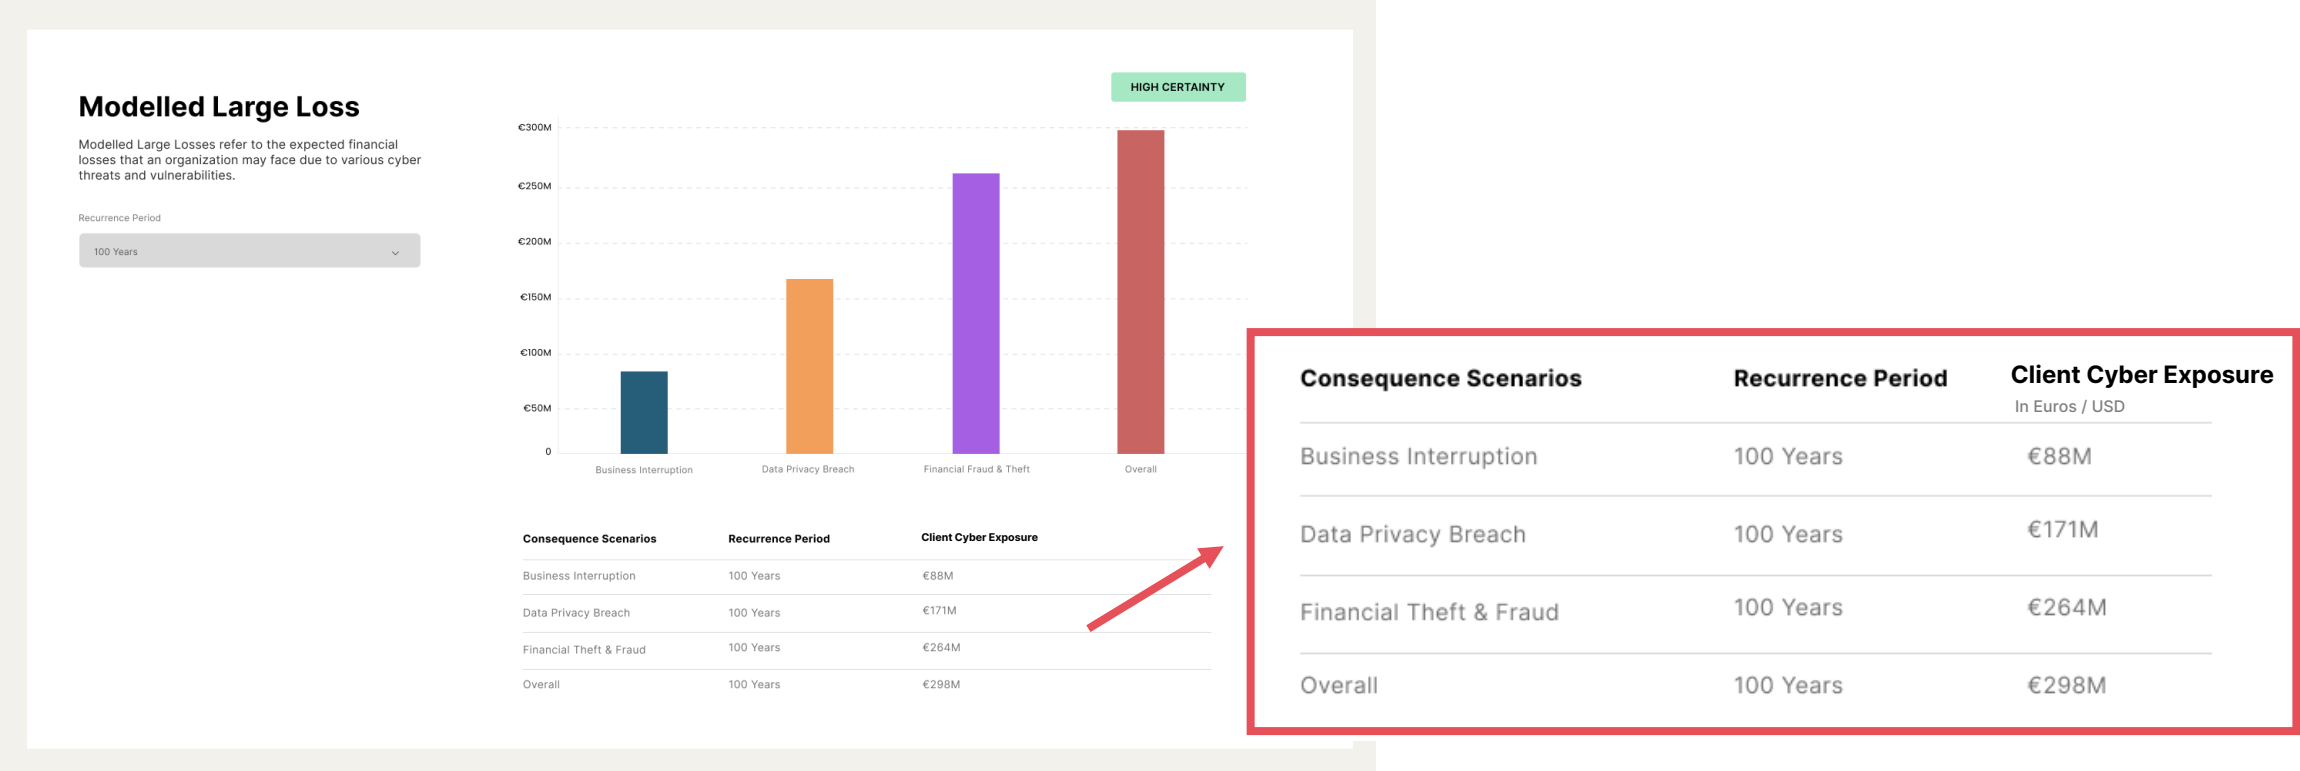 HIGH CERTAINTY
Modelled Large Loss
Modelled Large Losses refer to the expected financial
losses that an organization may face due to various cyber
threats and vulnerabilities.
Recurrence Period
100 Years
€300M
€250M
€200M
€150M
€100M
€50M
0
Business Interruption
Data Privacy Breach
Financial Fraud & Theft
Overall
Consequence Scenarios Recurrence Period Client Cyber Exposure
Business Interruption 100 Years €88M
Data Privacy Breach 100 Years €171M
Financial Theft & Fraud 100 Years €264M
Overall 100 Years €298M
Consequence Scenarios Recurrence Period Client Cyber Exposure
In Euros / USD
Business Interruption 100 Years €88M
Data Privacy Breach 100 Years €171M
Financial Theft & Fraud 100 Years €264M
Overall 100 Years €298M